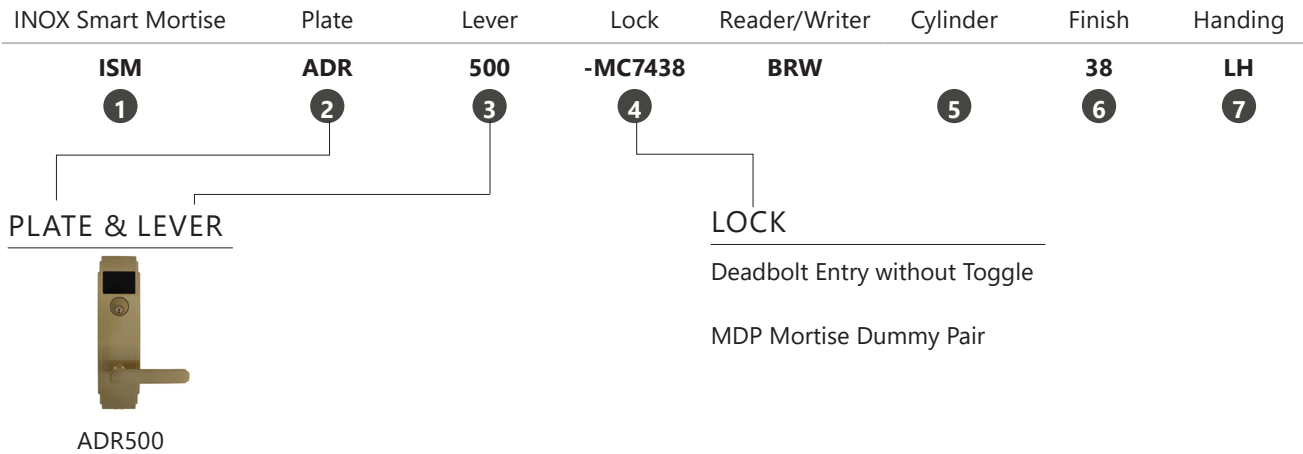 INOX Smart Mortise Plate Lever Lock Reader/Writer Cylinder Finish Handing
ISM ADR 500 -MC7438 BRW 38 LH
1 2 3 4 5 6 7
PLATE & LEVER
LOCK
Deadbolt Entry without Toggle
MDP Mortise Dummy Pair
ADR500